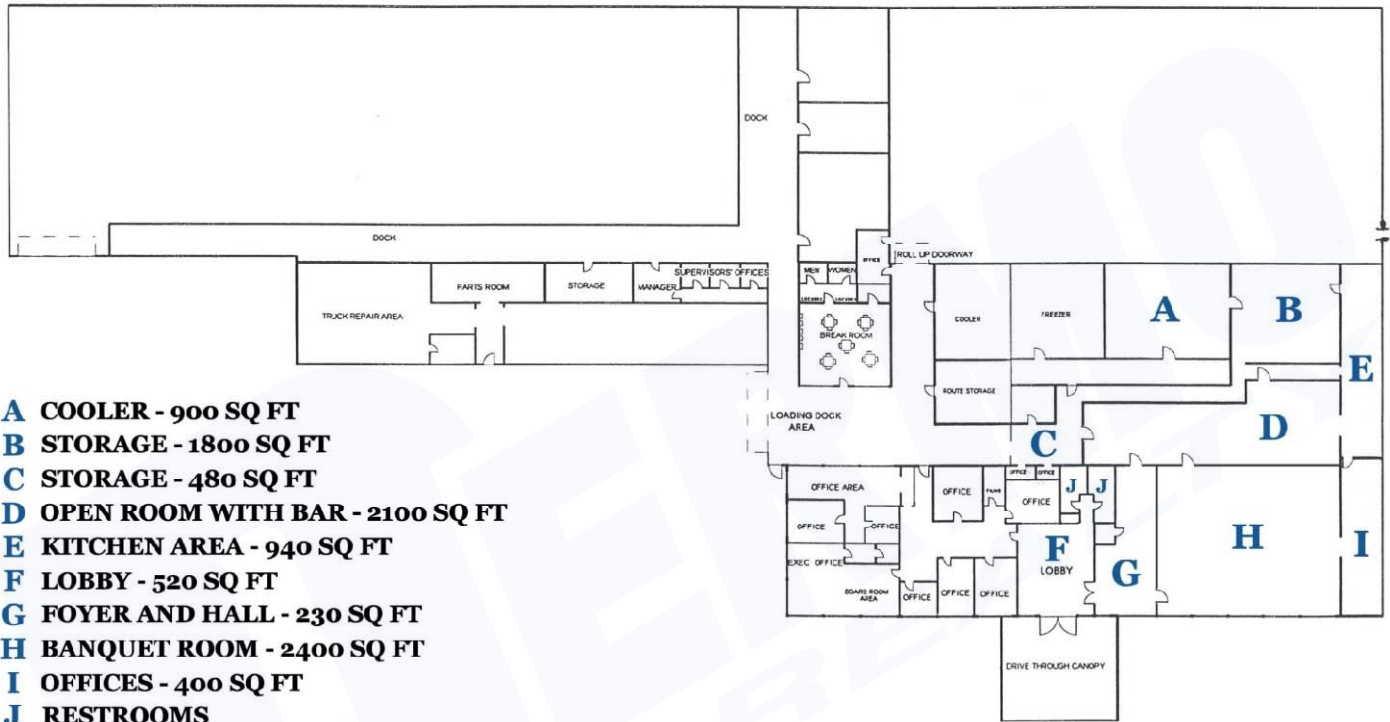 DOCK
DOCK
OFFICE
ROLL UP DOORWAY
MEN
WOMEN
SUPERVISORS' OFFICES
PARTS ROOM
STORAGE
MANAGER
TRUCK REPAIR AREA
LOCKERS
LOCKERS
BREAK ROOM
COOLER
FREEZER
A
B
E
ROUTE STORAGE
LOADING DOCK
AREA
C
D
OFFICE
OFFICE
J
J
OFFICE AREA
OFFICE
OFFICE
OFFICE
OFFICE
F
LOBBY
G
H
I
EXEC OFFICE
BOARD ROOM
AREA
OFFICE
OFFICE
OFFICE
DRIVE THROUGH CANOPY
A COOLER - 900 SQ FT
B STORAGE - 1800 SQ FT
C STORAGE - 480 SQ FT
D OPEN ROOM WITH BAR - 2100 SQ FT
E KITCHEN AREA - 940 SQ FT
F LOBBY - 520 SQ FT
G FOYER AND HALL - 230 SQ FT
H BANQUET ROOM - 2400 SQ FT
I OFFICES - 400 SQ FT
J RESTROOMS